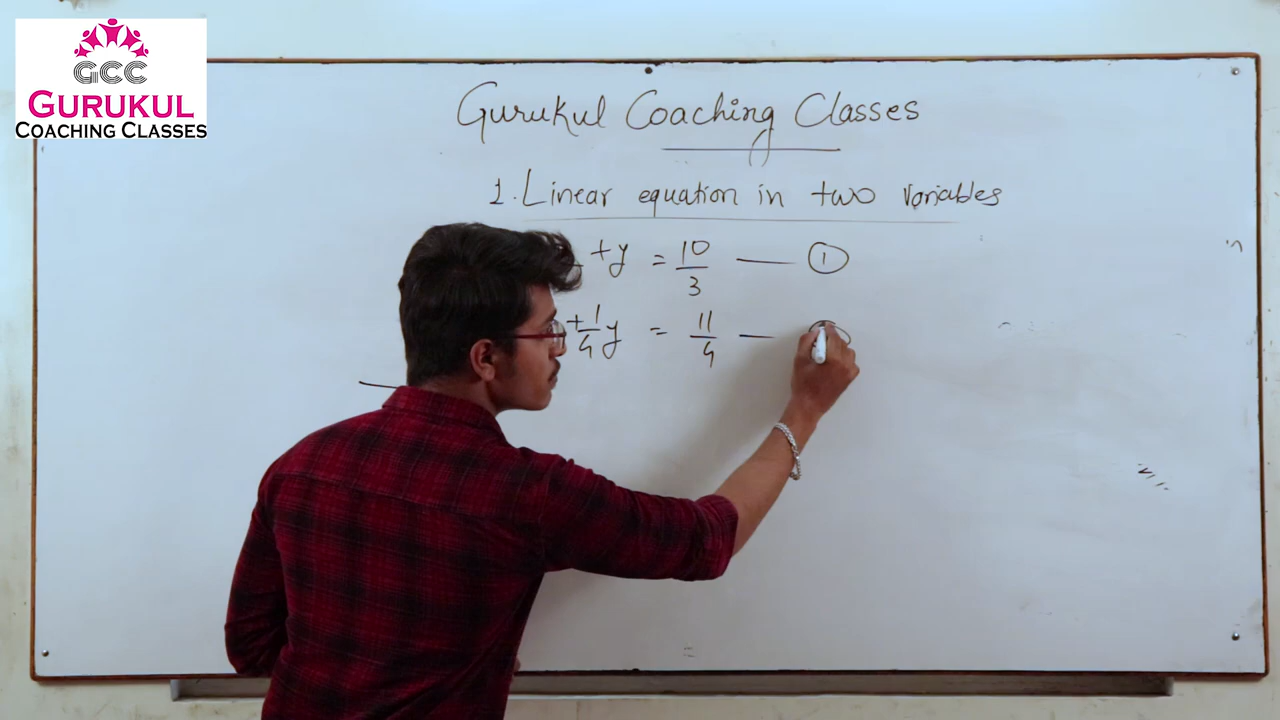 GCC
GURUKUL
COACHING CLASSES
Gurukul Coaching Classes
1. Linear equation in two variables
+y = 10/3 — ①
+1/4y = 11/4 —